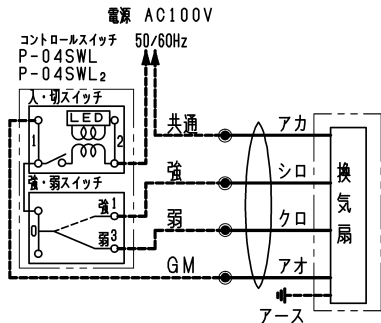 電源 AC100V
50/60Hz
コントロールスイッチ
P-04SWL
P-04SWL₂
入・切スイッチ
LED
1
2
強・弱スイッチ
強1
0
弱3
共通
アカ
強
シロ
弱
クロ
GM
アオ
換気扇
アース